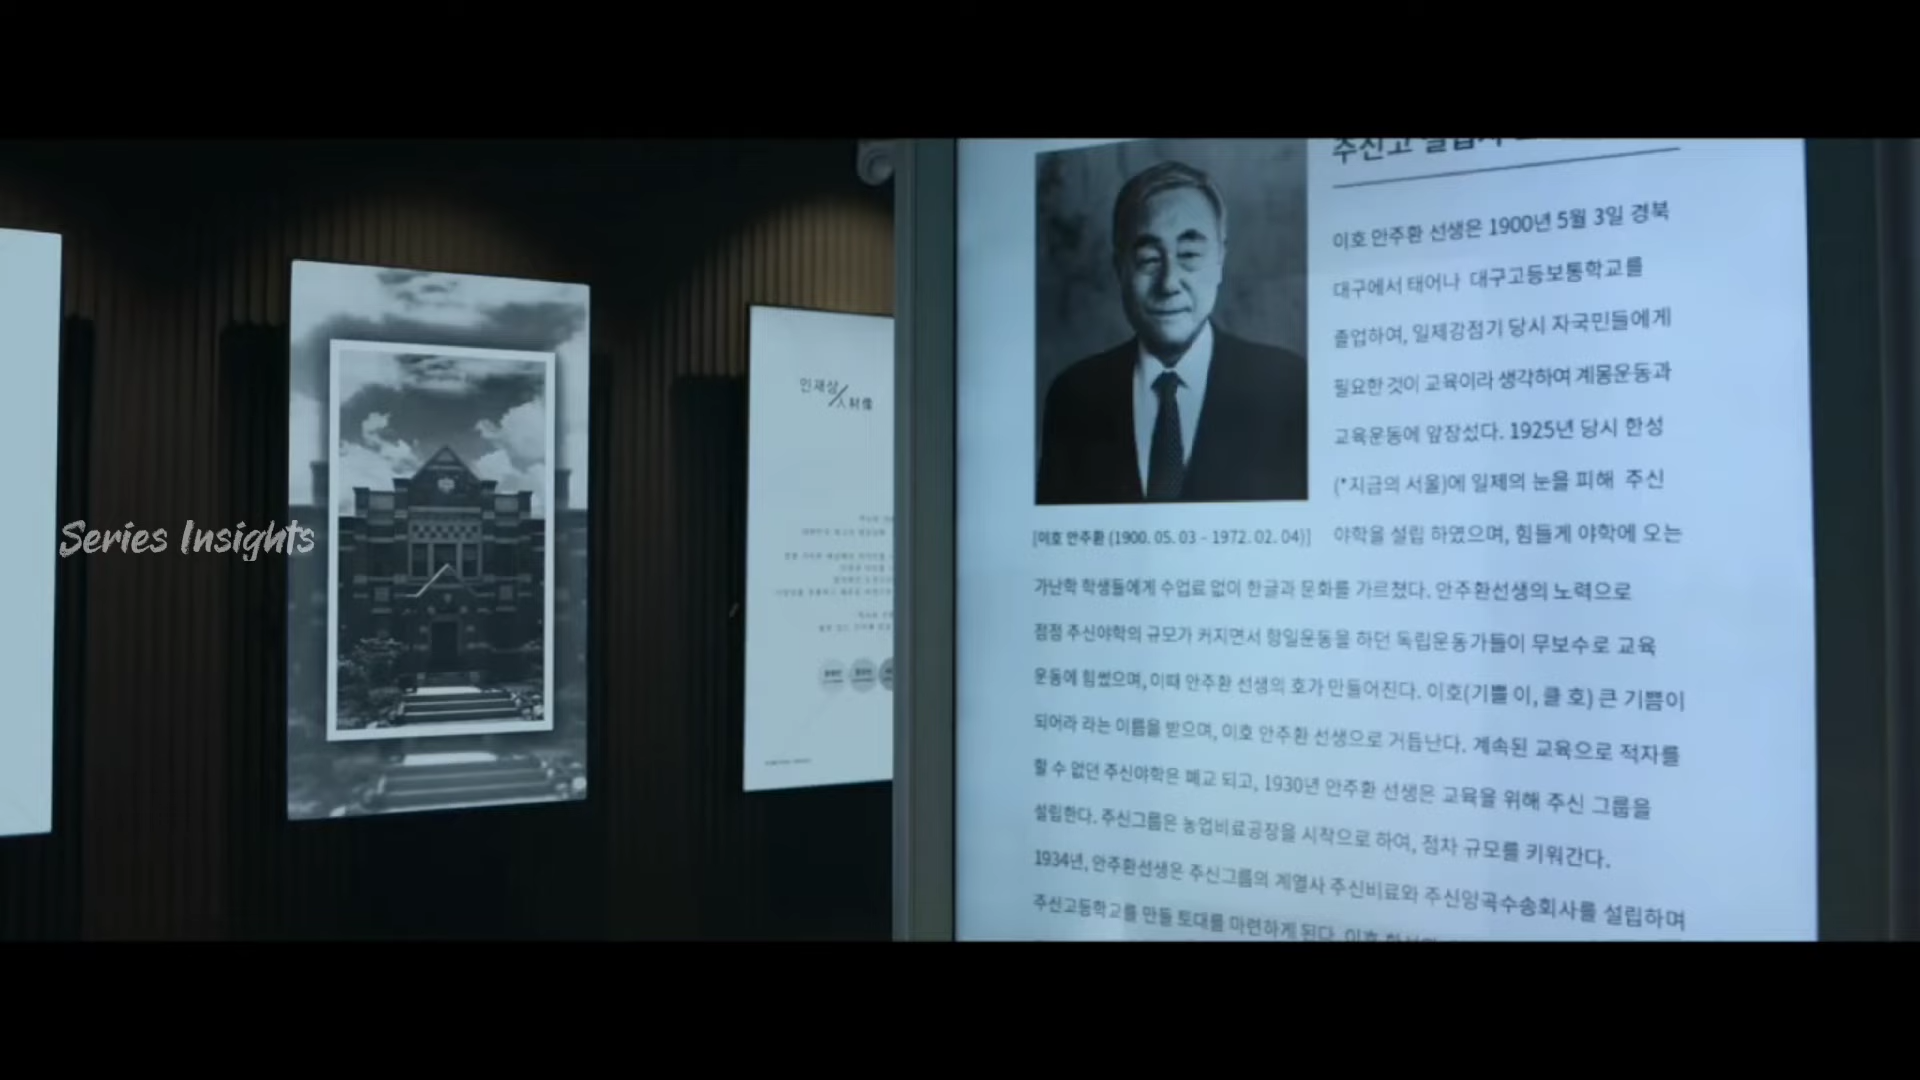 Series Insights
인재상
人材像
주신고 설립자
이호 안주환 선생은 1900년 5월 3일 경북
대구에서 태어나 대구고등보통학교를
졸업하여, 일제강점기 당시 자국민들에게
필요한 것이 교육이라 생각하여 계몽운동과
교육운동에 앞장섰다. 1925년 당시 한성
(*지금의 서울)에 일제의 눈을 피해 주신
야학을 설립 하였으며, 힘들게 야학에 오는
[이호 안주환 (1900. 05. 03 - 1972. 02. 04)]
가난학 학생들에게 수업료 없이 한글과 문화를 가르쳤다. 안주환선생의 노력으로
점점 주신야학의 규모가 커지면서 항일운동을 하던 독립운동가들이 무보수로 교육
운동에 힘썼으며, 이때 안주환 선생의 호가 만들어진다. 이호(기쁠 이, 클 호) 큰 기쁨이
되어라 라는 이름을 받으며, 이호 안주환 선생으로 거듭난다. 계속된 교육으로 적자를
할 수 없던 주신야학은 폐교 되고, 1930년 안주환 선생은 교육을 위해 주신 그룹을
설립한다. 주신그룹은 농업비료공장을 시작으로 하여, 점차 규모를 키워간다.
1934년, 안주환선생은 주신그룹의 계열사 주신비료와 주신양곡수송회사를 설립하며
주신고등학교를 만들 토대를 마련하게 된다. 이호